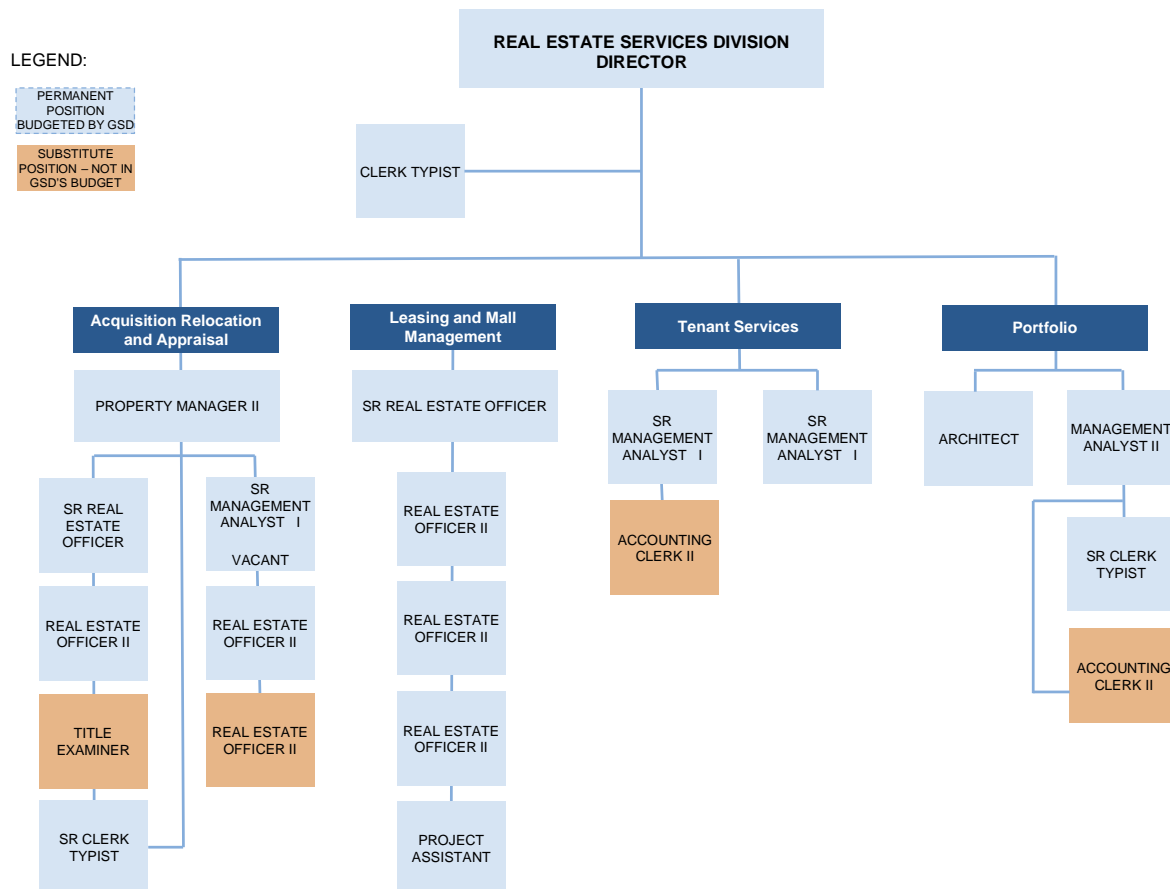 REAL ESTATE SERVICES DIVISION
DIRECTOR
LEGEND:
PERMANENT
POSITION
BUDGETED BY GSD
SUBSTITUTE
POSITION – NOT IN
GSD'S BUDGET
CLERK TYPIST
Acquisition Relocation
and Appraisal
PROPERTY MANAGER II
SR REAL
ESTATE
OFFICER
REAL ESTATE
OFFICER II
TITLE
EXAMINER
SR CLERK
TYPIST
SR
MANAGEMENT
ANALYST I
VACANT
REAL ESTATE
OFFICER II
REAL ESTATE
OFFICER II
Leasing and Mall
Management
SR REAL ESTATE OFFICER
REAL ESTATE
OFFICER II
REAL ESTATE
OFFICER II
REAL ESTATE
OFFICER II
PROJECT
ASSISTANT
Tenant Services
SR
MANAGEMENT
ANALYST I
ACCOUNTING
CLERK II
SR
MANAGEMENT
ANALYST I
Portfolio
ARCHITECT
MANAGEMENT
ANALYST II
SR CLERK
TYPIST
ACCOUNTING
CLERK II